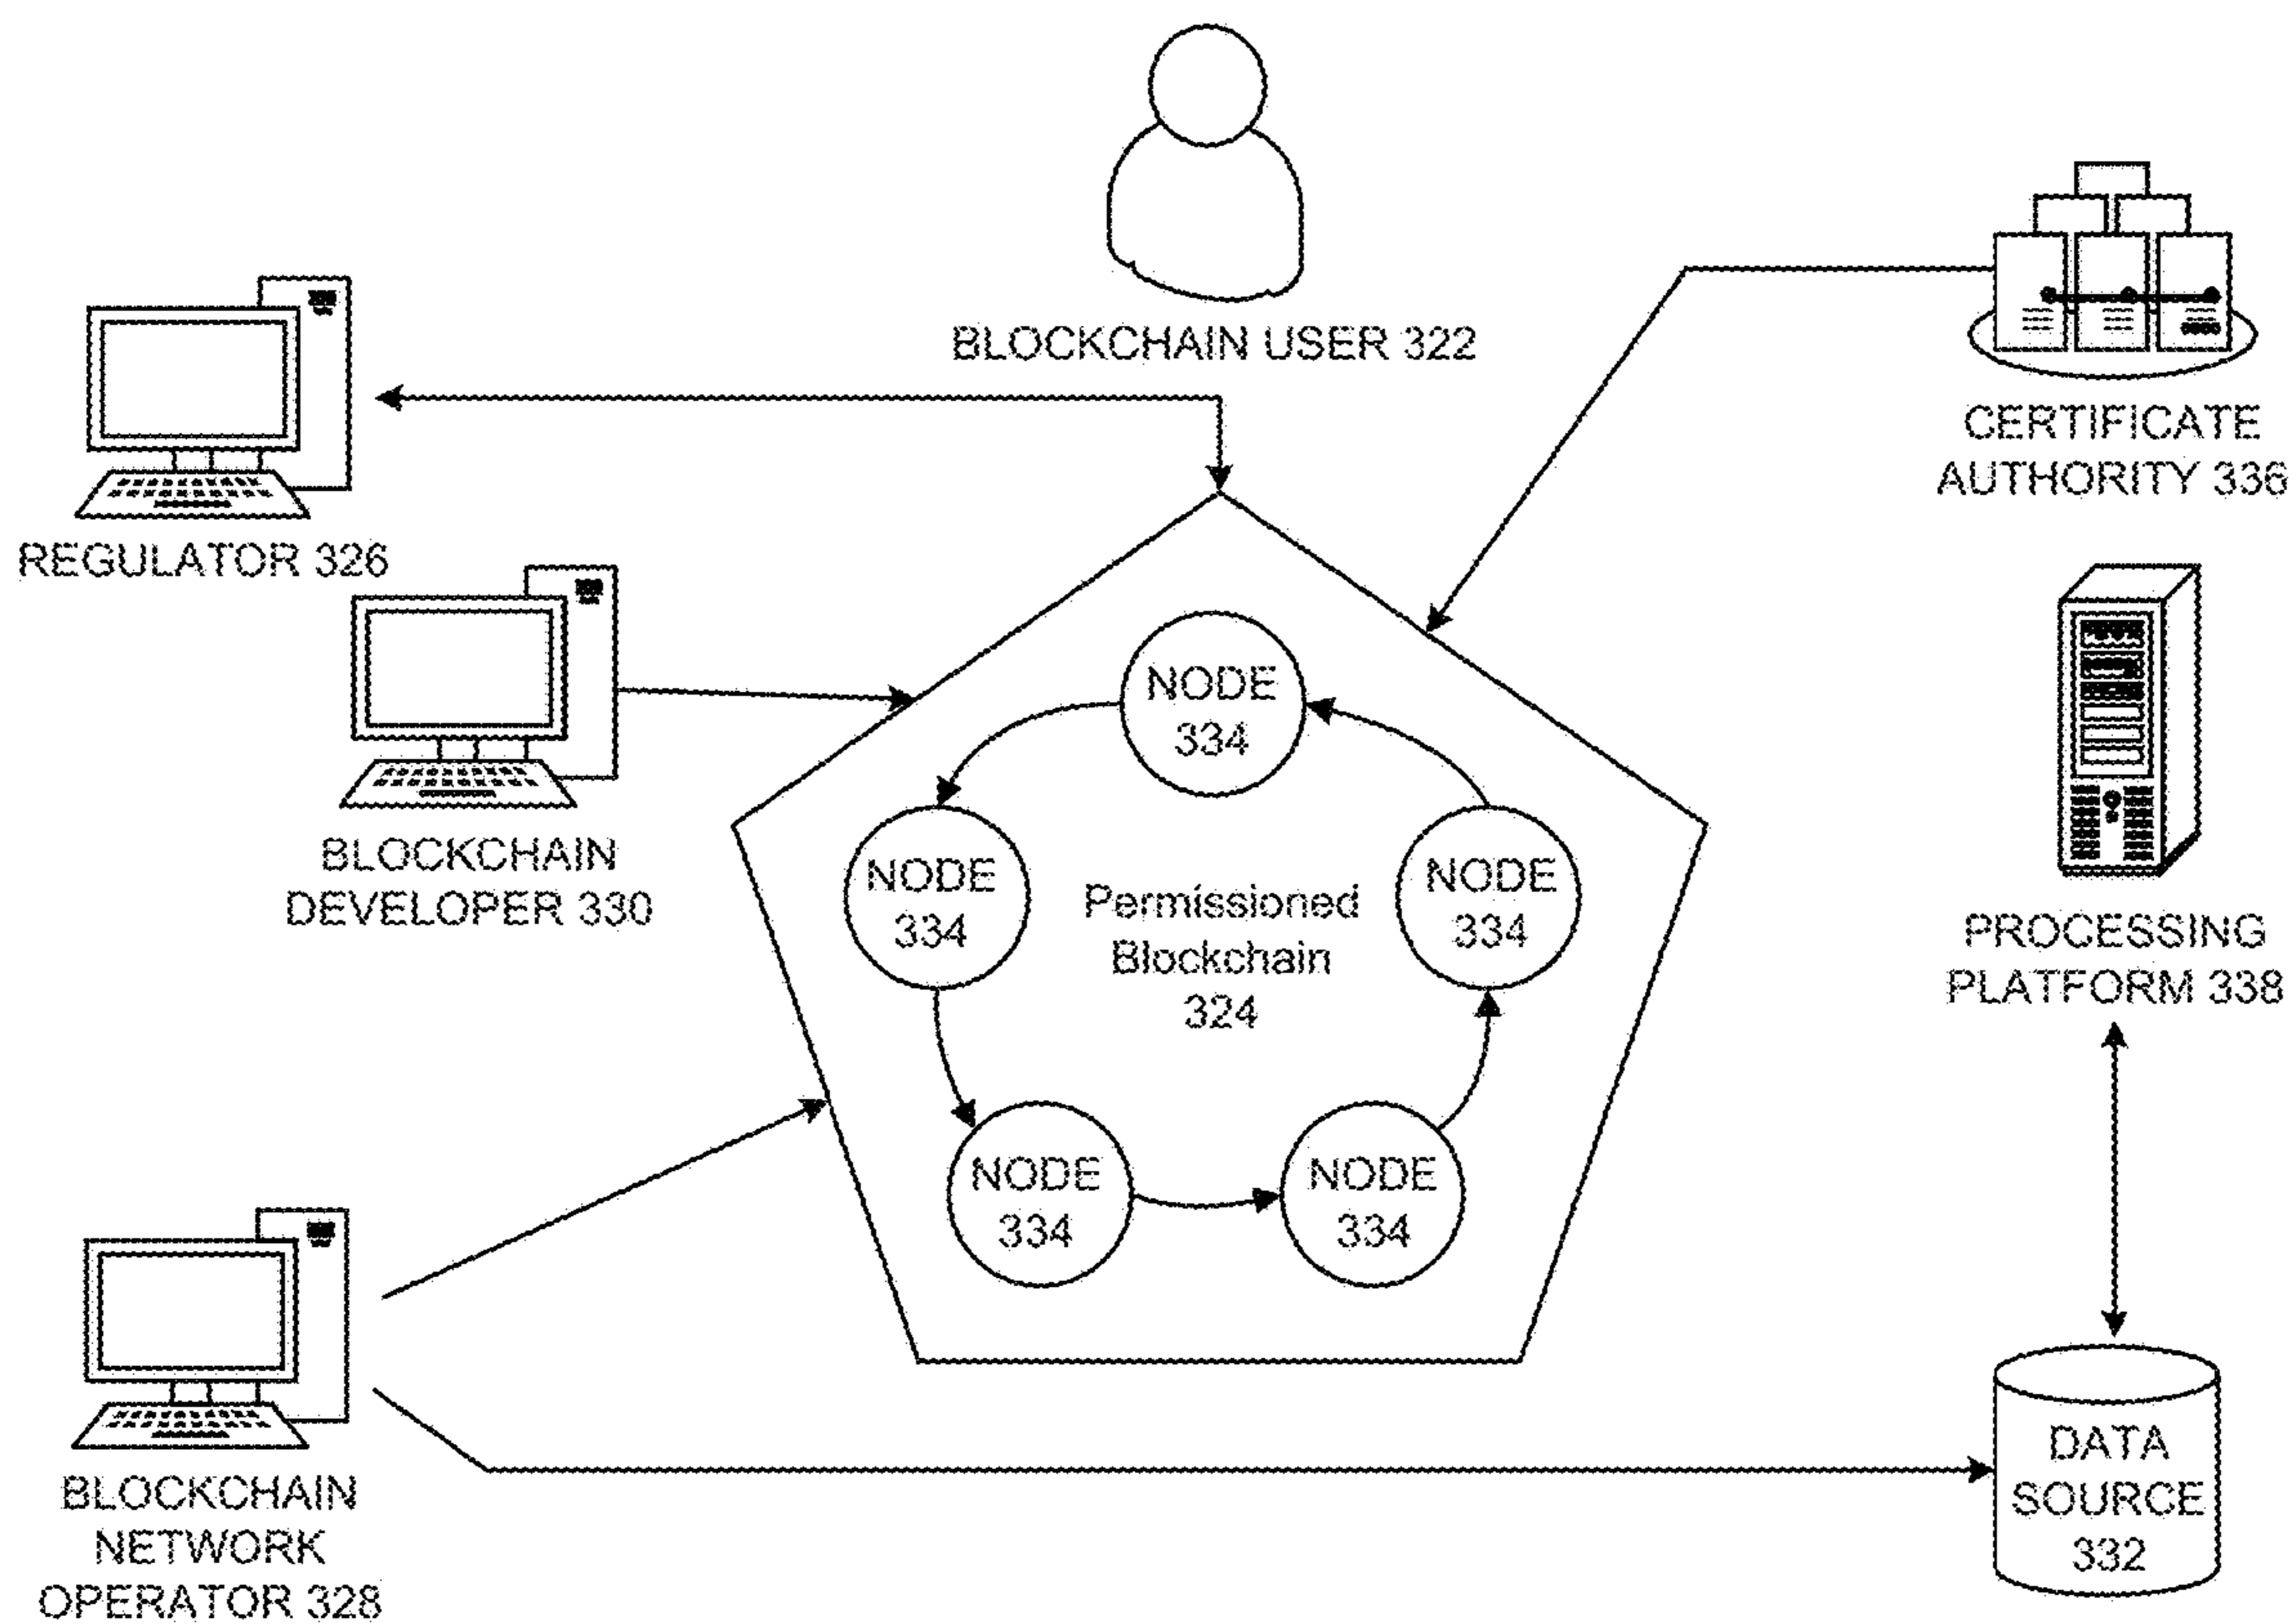 BLOCKCHAIN USER 322
CERTIFICATE
AUTHORITY 336
REGULATOR 326
BLOCKCHAIN
DEVELOPER 330
NODE
334
NODE
334
Permissioned
Blockchain
324
NODE
334
PROCESSING
PLATFORM 338
NODE
334
NODE
334
BLOCKCHAIN
NETWORK
OPERATOR 328
DATA
SOURCE
332